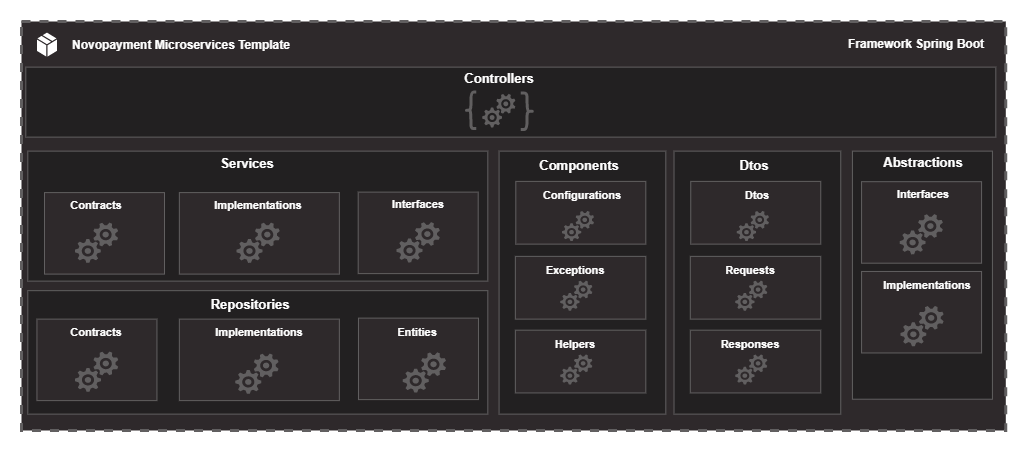 Novopayment Microservices Template
Framework Spring Boot
Controllers
Services
Contracts
Implementations
Interfaces
Repositories
Contracts
Implementations
Entities
Components
Configurations
Exceptions
Helpers
Dtos
Dtos
Requests
Responses
Abstractions
Interfaces
Implementations